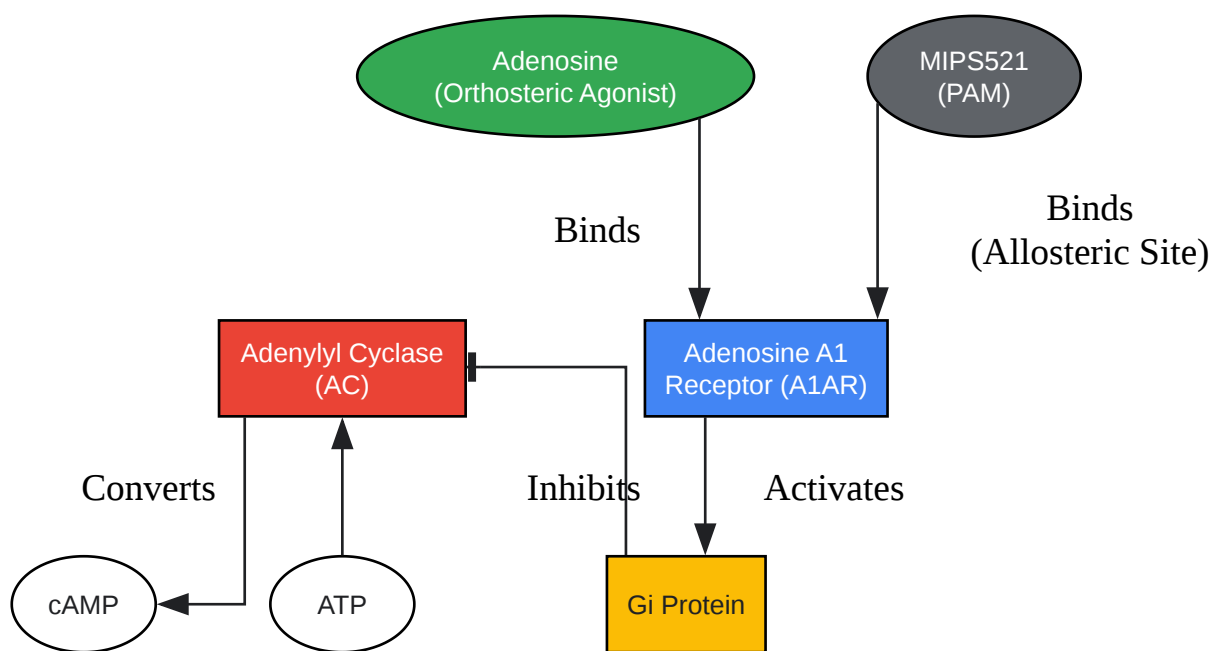 Adenosine
(Orthosteric Agonist)
MIPS521
(PAM)
Binds
Binds
(Allosteric Site)
Adenylyl Cyclase
(AC)
Adenosine A1
Receptor (A1AR)
Converts
Inhibits
Activates
cAMP
ATP
Gi Protein